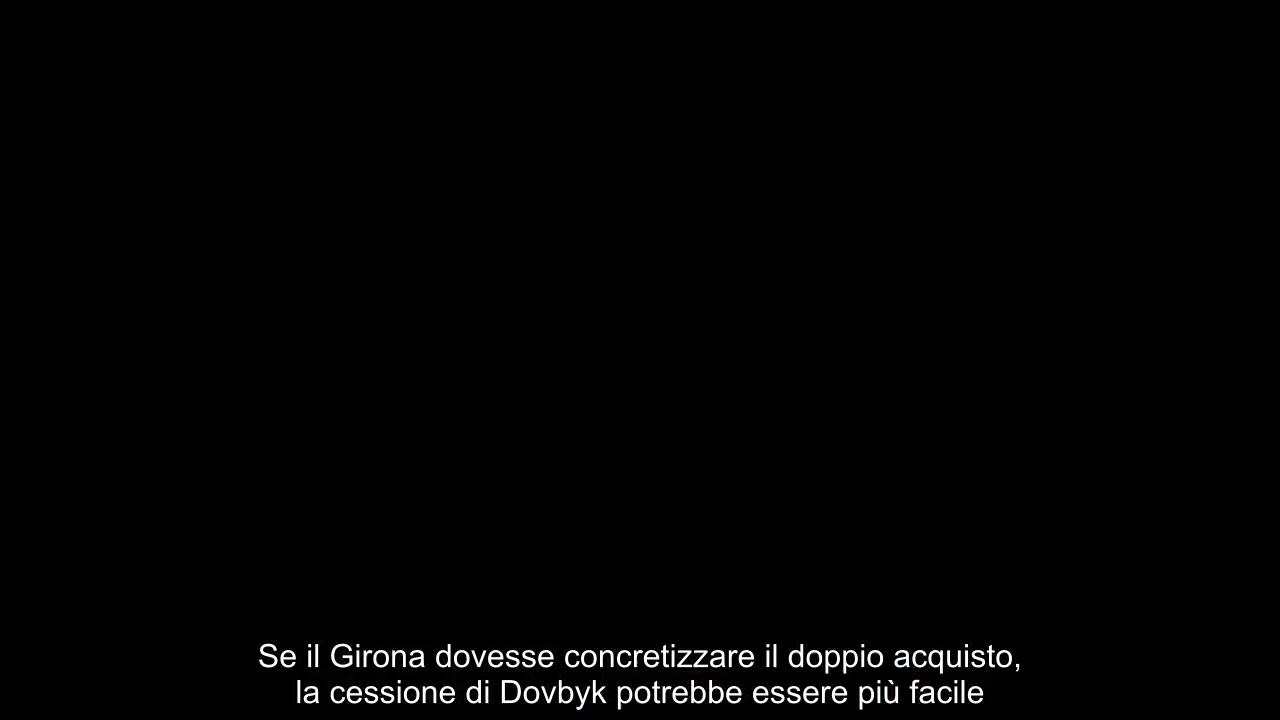 Se il Girona dovesse concretizzare il doppio acquisto,
la cessione di Dovbyk potrebbe essere più facile